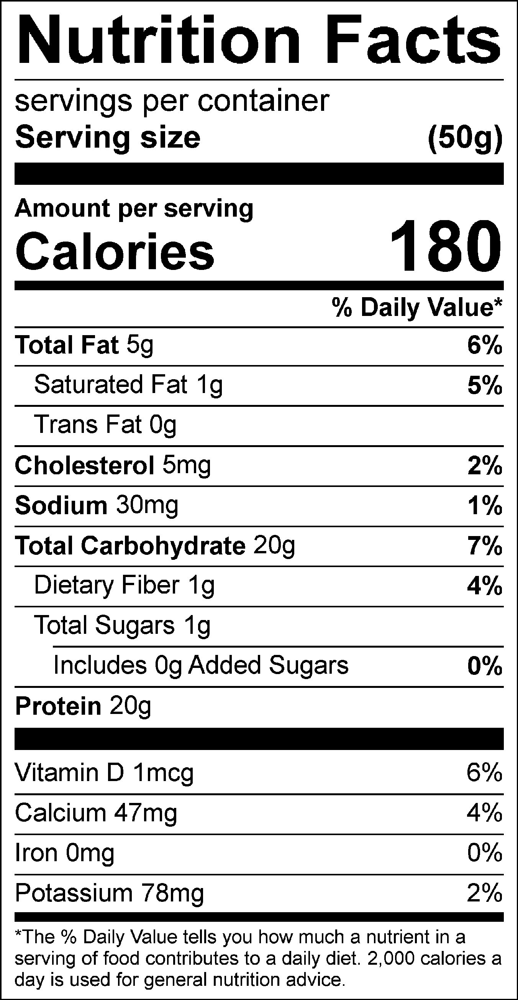 Nutrition Facts
servings per container
Serving size (50g)
Amount per serving
Calories 180
% Daily Value*
Total Fat 5g 6%
Saturated Fat 1g 5%
Trans Fat 0g
Cholesterol 5mg 2%
Sodium 30mg 1%
Total Carbohydrate 20g 7%
Dietary Fiber 1g 4%
Total Sugars 1g
Includes 0g Added Sugars 0%
Protein 20g
Vitamin D 1mcg 6%
Calcium 47mg 4%
Iron 0mg 0%
Potassium 78mg 2%
*The % Daily Value tells you how much a nutrient in a
serving of food contributes to a daily diet. 2,000 calories a
day is used for general nutrition advice.